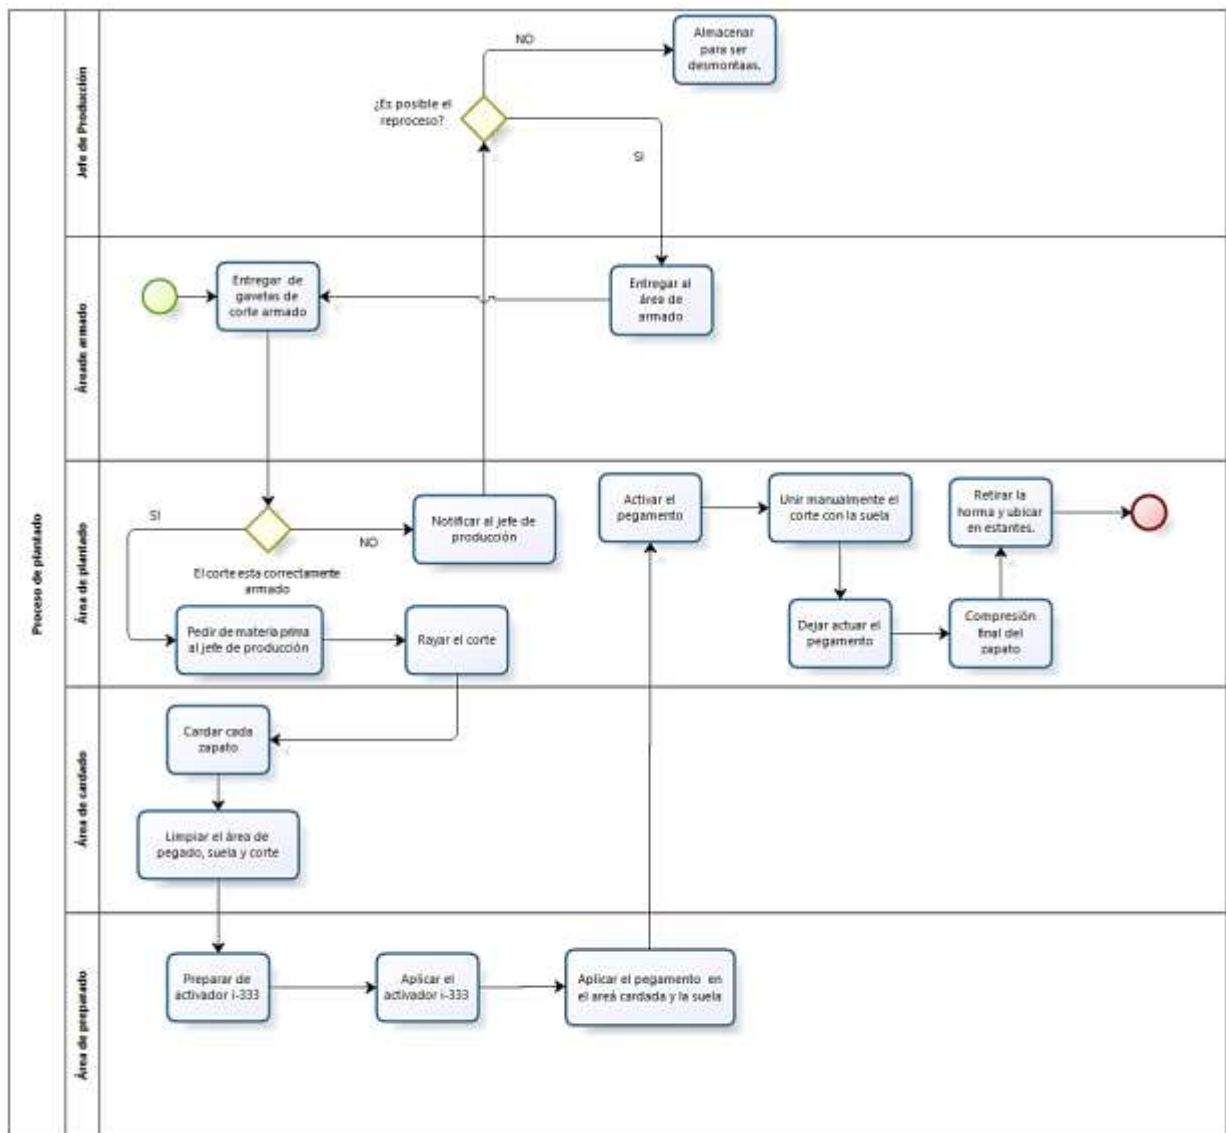 Proceso de plantado
Jefe de Producción
NO
Almacenar
para ser
desmontaas.
¿Es posible el
reproceso?
SI
Áreade armado
Entregar de
gavetas de
corte armado
Entregar al
área de
armado
Área de plantado
SI
NO
El corte esta correctamente
armado
Notificar al jefe de
producción
Pedir de materia prima
al jefe de producción
Rayar el corte
Activar el
pegamento
Unir manualmente el
corte con la suela
Dejar actuar el
pegamento
Compresión
final del
zapato
Retirar la
horma y ubicar
en estantes.
Área de cardado
Cardar cada
zapato
Limpiar el área de
pegado, suela y corte
Área de preparado
Preparar de
activador i-333
Aplicar el
activador i-333
Aplicar el pegamento en
el areá cardada y la suela